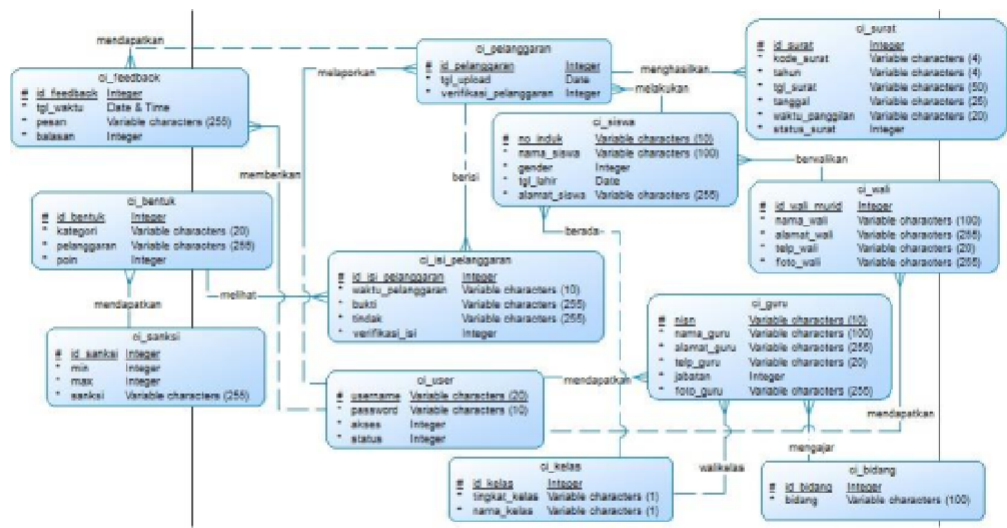 mendapatkan
ci_pelanggaran
# id_pelanggaran Integer
* tgl_upload Date
* verifikasi_pelanggaran Integer
ci_surat
# id_surat Integer
* kode_surat Variable characters (4)
* tahun Variable characters (4)
* tgl_surat Variable characters (50)
* tanggal Variable characters (25)
* waktu_panggilan Variable characters (20)
* status_surat Integer
melaporkan
menghasilkan
melakukan
ci_feedback
# id_feedback Integer
* tgl_waktu Date & Time
* pesan Variable characters (255)
* balasan Integer
ci_siswa
# no_induk Variable characters (10)
* nama_siswa Variable characters (100)
* gender Integer
* tgl_lahir Date
* alamat_siswa Variable characters (255)
memberikan
berisi
berwalikan
ci_bentuk
# id_bentuk Integer
* kategori Variable characters (20)
* pelanggaran Variable characters (255)
* poin Integer
ci_wali
# id_wali_murid Integer
* nama_wali Variable characters (100)
* alamat_wali Variable characters (255)
* telp_wali Variable characters (20)
* foto_wali Variable characters (255)
berada
ci_isi_pelanggaran
# id_isi_pelanggaran Integer
* waktu_pelanggaran Variable characters (10)
* bukti Variable characters (255)
* tindak Variable characters (255)
* verifikasi_isi Integer
melihat
mendapatkan
ci_guru
# nign Variable characters (10)
* nama_guru Variable characters (100)
* alamat_guru Variable characters (255)
* telp_guru Variable characters (20)
* jabatan Integer
* foto_guru Variable characters (255)
ci_sanksi
# id_sanksi Integer
* min Integer
* max Integer
* sanksi Variable characters (255)
ci_user
# username Variable characters (20)
* password Variable characters (10)
* akses Integer
* status Integer
mendapatkan
mendapatkan
mengajar
walikelas
ci_kelas
# id_kelas Integer
* tingkat_kelas Variable characters (1)
* nama_kelas Variable characters (1)
ci_bidang
# id_bidang Integer
* bidang Variable characters (100)